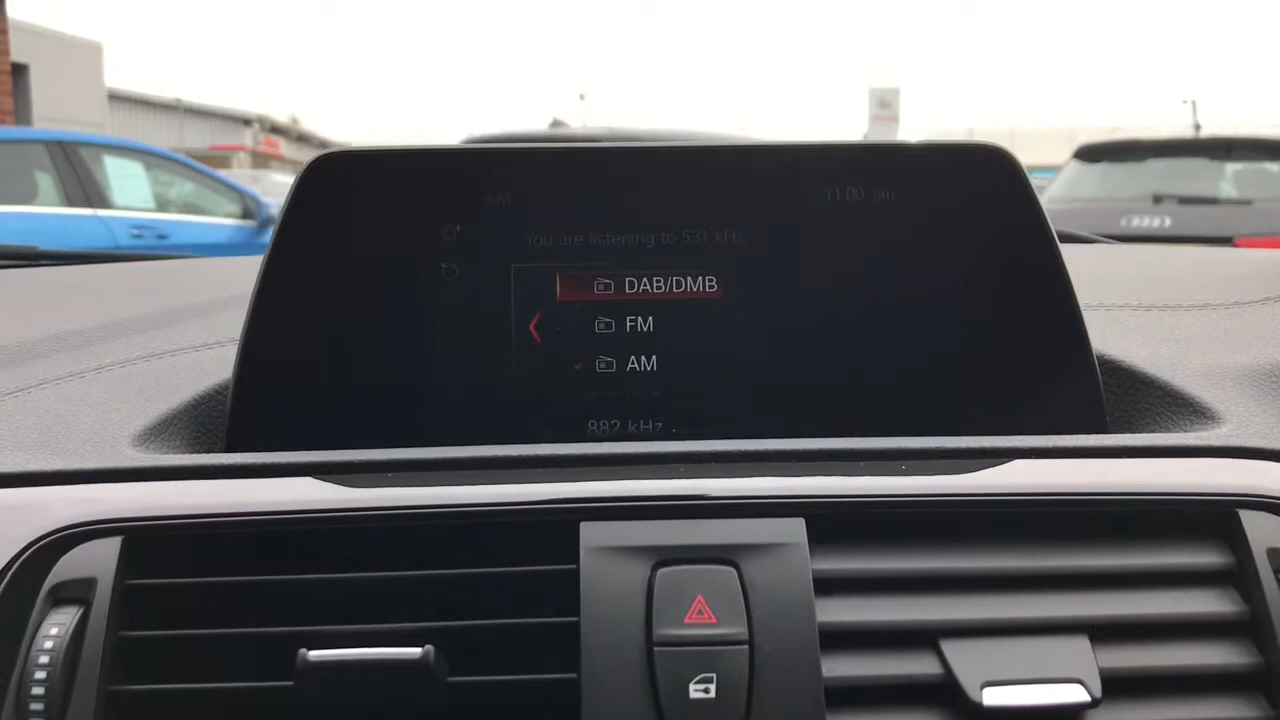 AM
11:00 am
You are listening to 531 kHz
DAB/DMB
FM
AM
882 kHz